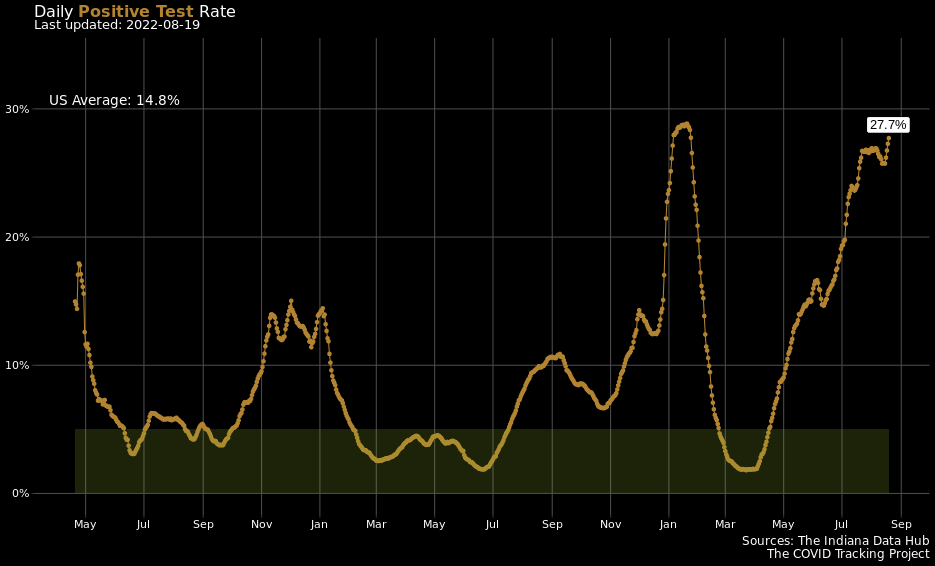 Daily Positive Test Rate
Last updated: 2022-08-19
US Average: 14.8%
30%
27.7%
20%
10%
0%
May Jul Sep Nov Jan Mar May Jul Sep Nov Jan Mar May Jul Sep
Sources: The Indiana Data Hub
The COVID Tracking Project